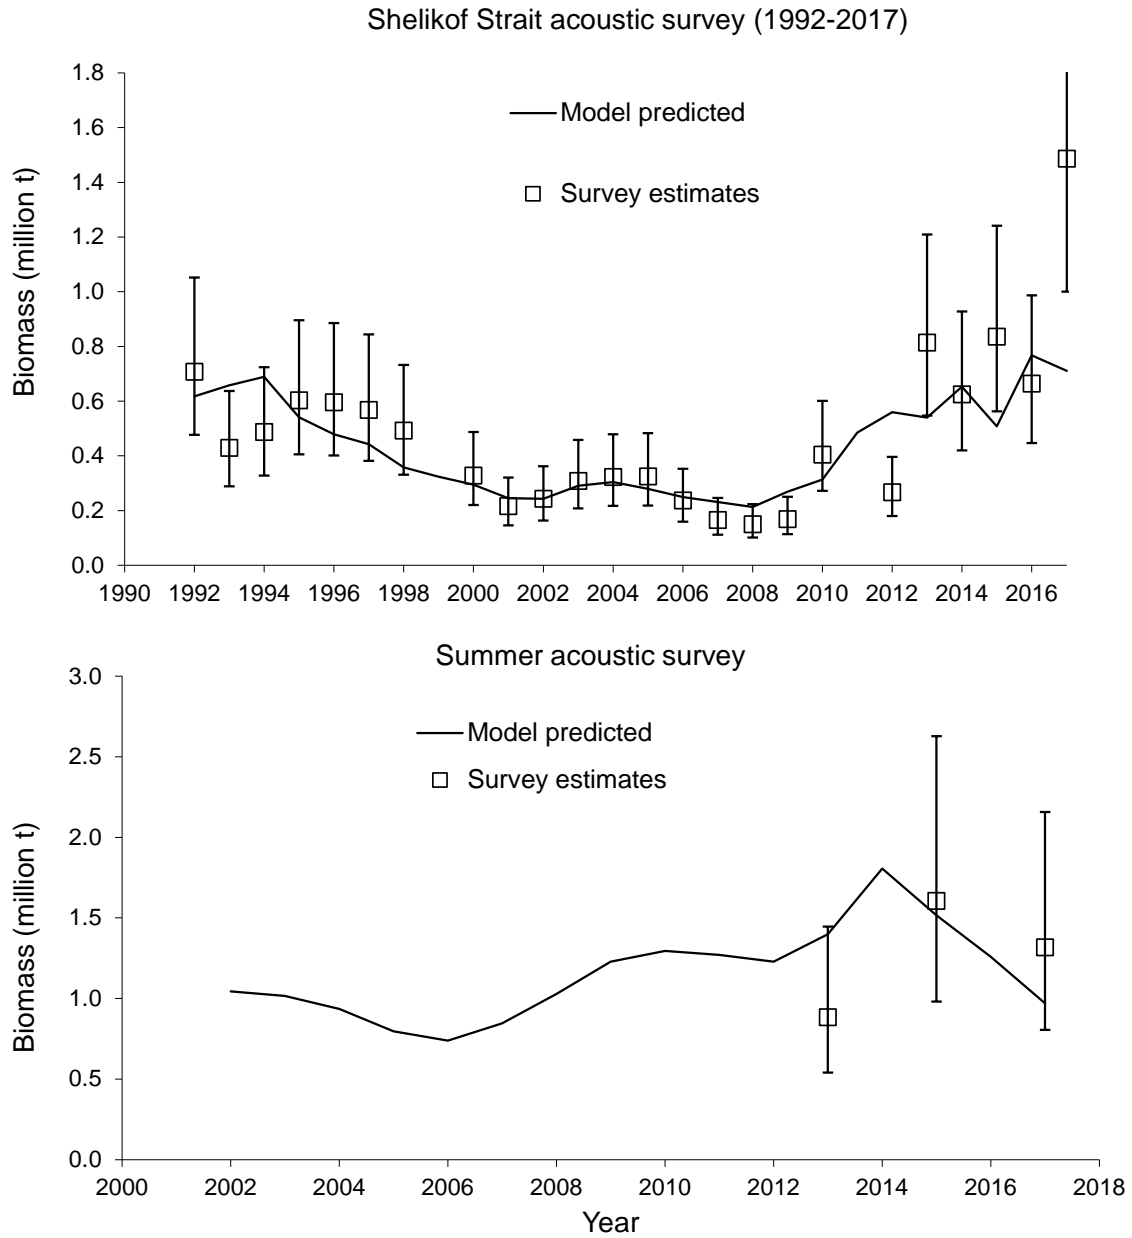 Shelikof Strait acoustic survey (1992-2017)
1.8
1.6
1.4
1.2
1.0
0.8
0.6
0.4
0.2
0.0
Biomass (million t)
Model predicted
Survey estimates
1990 1992 1994 1996 1998 2000 2002 2004 2006 2008 2010 2012 2014 2016
Summer acoustic survey
3.0
2.5
2.0
1.5
1.0
0.5
0.0
Biomass (million t)
Model predicted
Survey estimates
2000 2002 2004 2006 2008 2010 2012 2014 2016 2018
Year